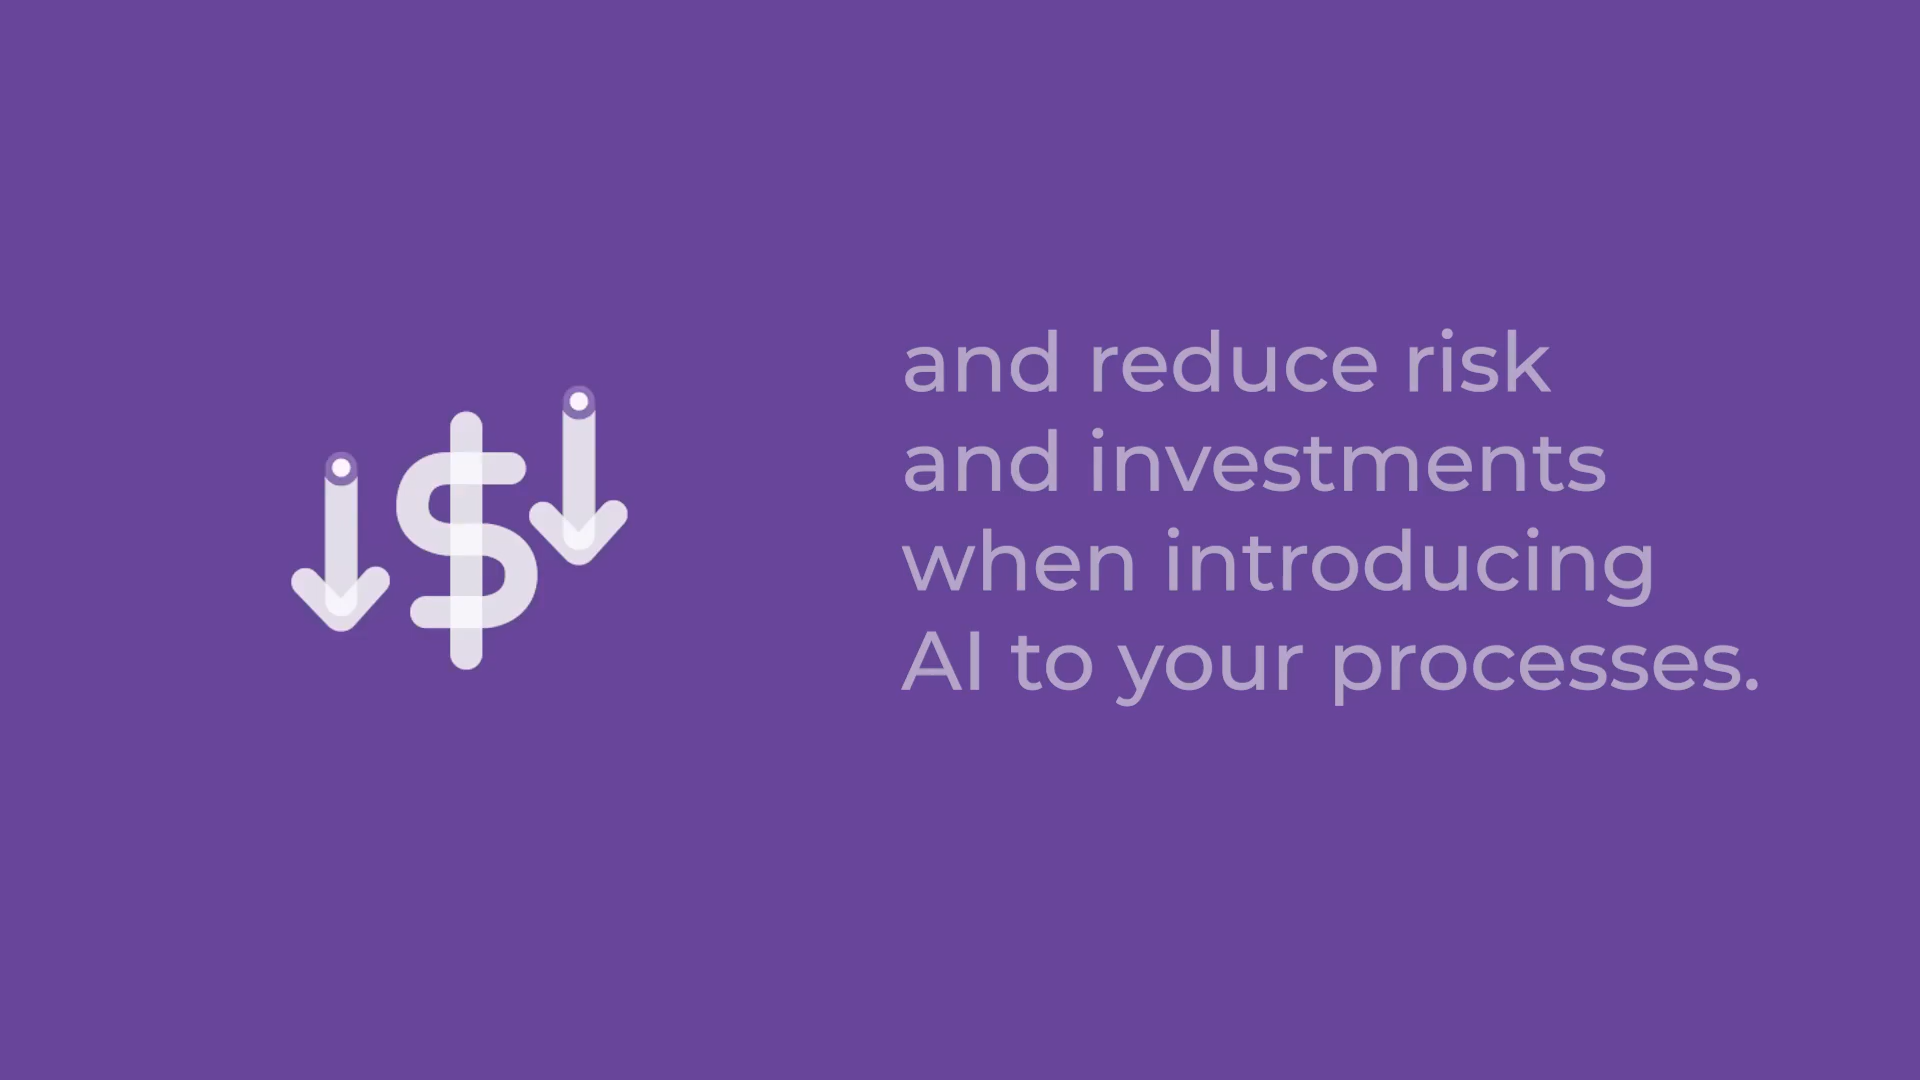 and reduce risk
and investments
when introducing
AI to your processes.